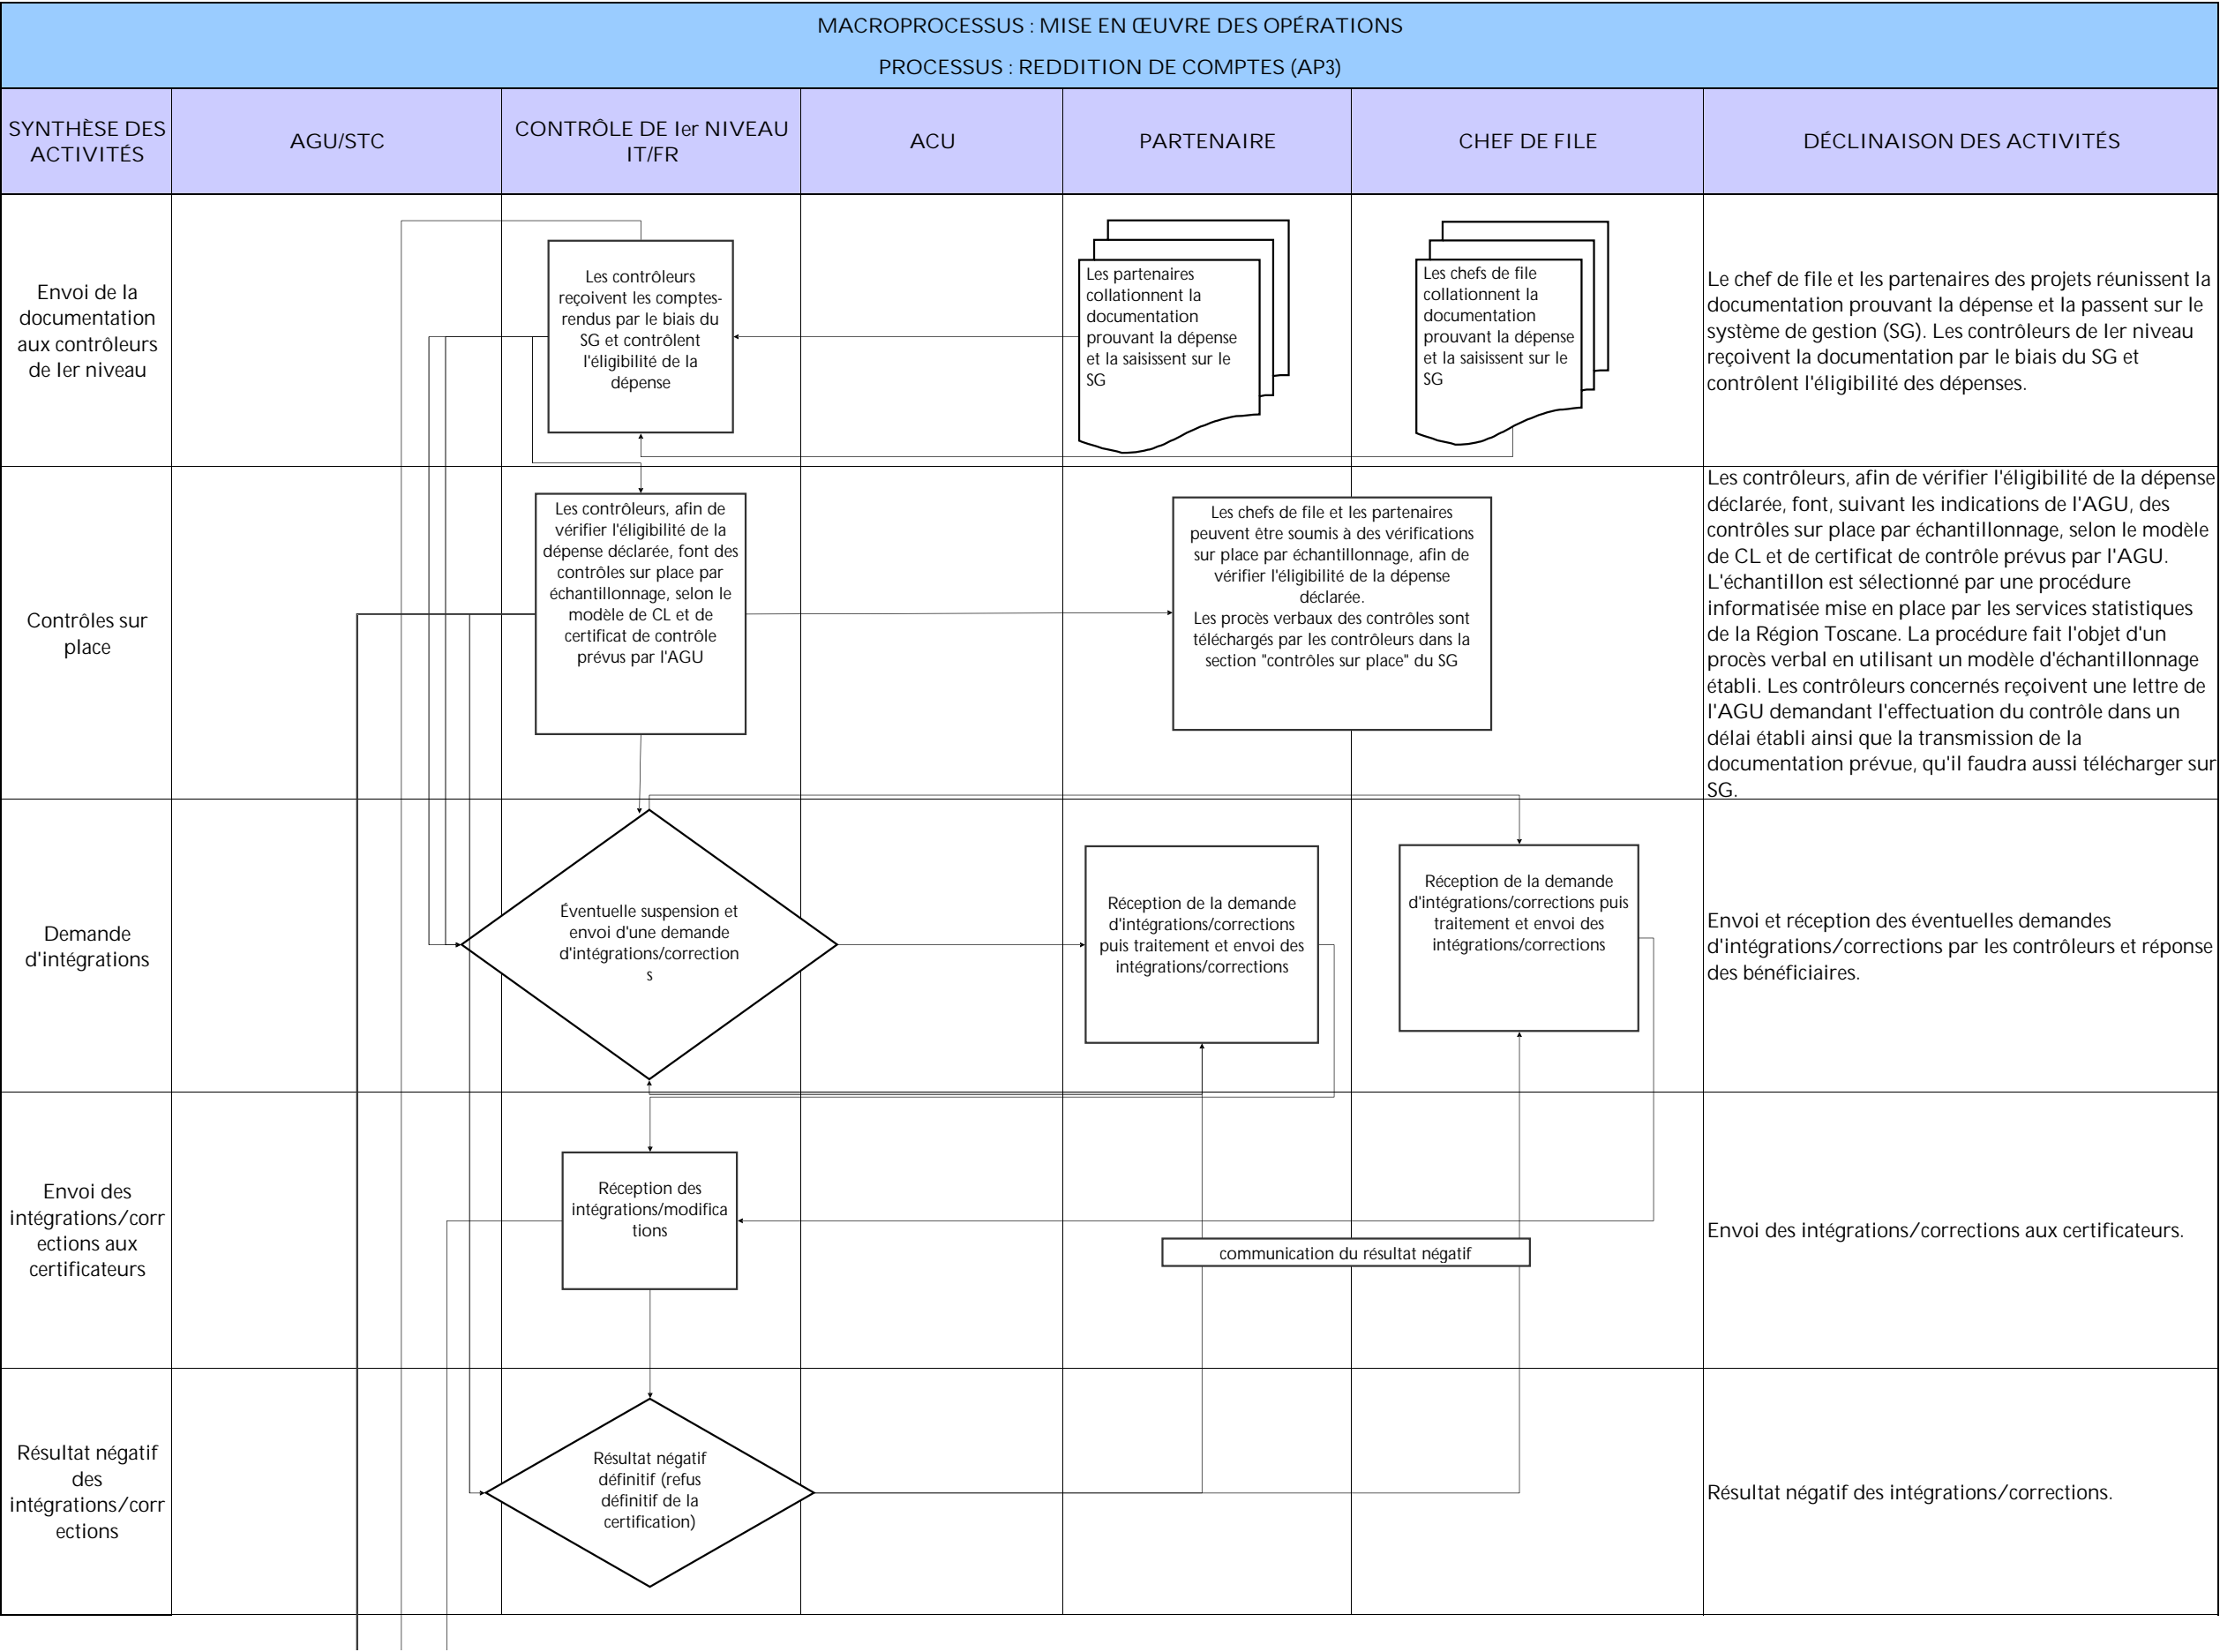 MACROPROCESSUS : MISE EN ŒUVRE DES OPÉRATIONS
PROCESSUS : REDDITION DE COMPTES (AP3)
SYNTHÈSE DES
ACTIVITÉS
AGU/STC
CONTRÔLE DE Ier NIVEAU
IT/FR
ACU
PARTENAIRE
CHEF DE FILE
DÉCLINAISON DES ACTIVITÉS
Envoi de la
documentation
aux contrôleurs
de Ier niveau
Les contrôleurs
reçoivent les comptes-
rendus par le biais du
SG et contrôlent
l'éligibilité de la
dépense
Les partenaires
collationnent la
documentation
prouvant la dépense
et la saisissent sur le
SG
Les chefs de file
collationnent la
documentation
prouvant la dépense
et la saisissent sur le
SG
Le chef de file et les partenaires des projets réunissent la
documentation prouvant la dépense et la passent sur le
système de gestion (SG). Les contrôleurs de Ier niveau
reçoivent la documentation par le biais du SG et
contrôlent l'éligibilité des dépenses.
Contrôles sur
place
Les contrôleurs, afin de
vérifier l'éligibilité de la
dépense déclarée, font des
contrôles sur place par
échantillonnage, selon le
modèle de CL et de
certificat de contrôle
prévus par l'AGU
Les chefs de file et les partenaires
peuvent être soumis à des vérifications
sur place par échantillonnage, afin de
vérifier l'éligibilité de la dépense
déclarée.
Les procès verbaux des contrôles sont
téléchargés par les contrôleurs dans la
section "contrôles sur place" du SG
Les contrôleurs, afin de vérifier l'éligibilité de la dépense
déclarée, font, suivant les indications de l'AGU, des
contrôles sur place par échantillonnage, selon le modèle
de CL et de certificat de contrôle prévus par l'AGU.
L'échantillon est sélectionné par une procédure
informatisée mise en place par les services statistiques
de la Région Toscane. La procédure fait l'objet d'un
procès verbal en utilisant un modèle d'échantillonnage
établi. Les contrôleurs concernés reçoivent une lettre de
l'AGU demandant l'effectuation du contrôle dans un
délai établi ainsi que la transmission de la
documentation prévue, qu'il faudra aussi télécharger sur
SG.
Demande
d'intégrations
Éventuelle suspension et
envoi d'une demande
d'intégrations/correction
s
Réception de la demande
d'intégrations/corrections
puis traitement et envoi des
intégrations/corrections
Réception de la demande
d'intégrations/corrections puis
traitement et envoi des
intégrations/corrections
Envoi et réception des éventuelles demandes
d'intégrations/corrections par les contrôleurs et réponse
des bénéficiaires.
Envoi des
intégrations/corr
ections aux
certificateurs
Réception des
intégrations/modifica
tions
communication du résultat négatif
Envoi des intégrations/corrections aux certificateurs.
Résultat négatif
des
intégrations/corr
ections
Résultat négatif
définitif (refus
définitif de la
certification)
Résultat négatif des intégrations/corrections.